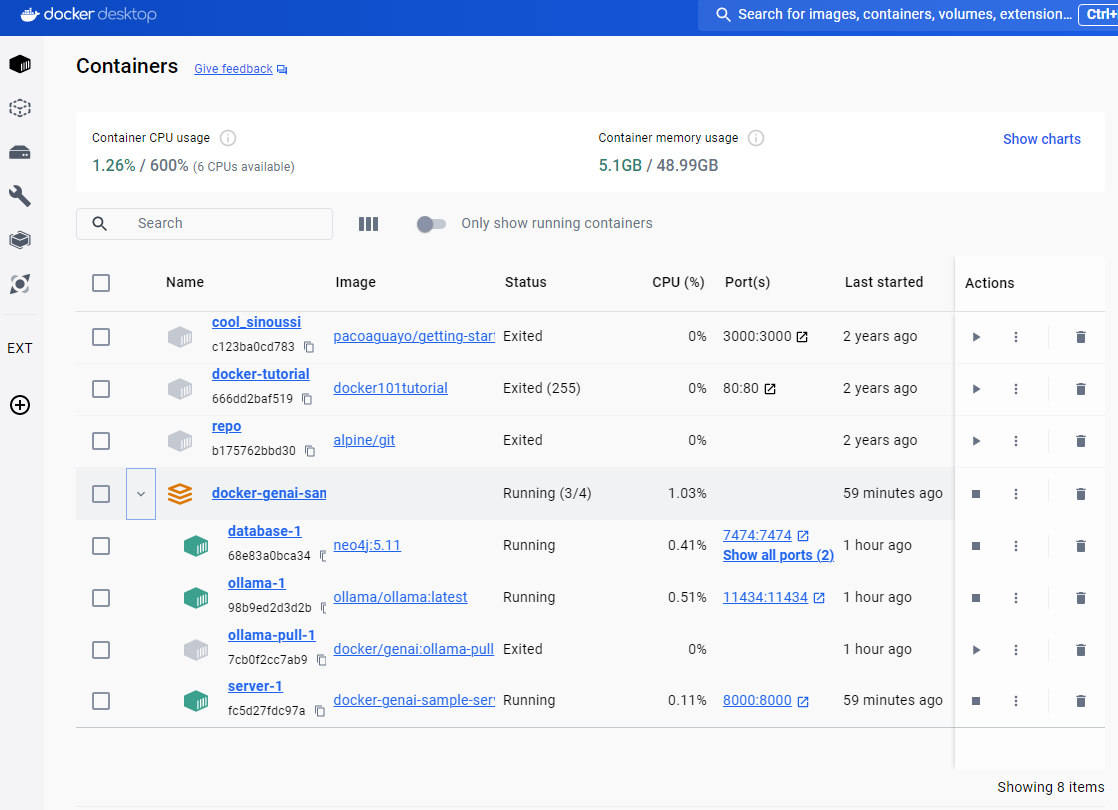 docker desktop
Search for images, containers, volumes, extension... Ctrl+
Containers Give feedback
Container CPU usage
1.26% / 600% (6 CPUs available)
Container memory usage
5.1GB / 48.99GB
Show charts
Search
Only show running containers
Name Image Status CPU (%) Port(s) Last started Actions
cool_sinoussi
c123ba0cd783
pacoaguayo/getting-star Exited 0% 3000:3000 2 years ago
docker-tutorial
666dd2baf519
docker101tutorial Exited (255) 0% 80:80 2 years ago
repo
b175762bbd30
alpine/git Exited 0% 2 years ago
EXT
docker-genai-sam Running (3/4) 1.03% 59 minutes ago
database-1
68e83a0bca34
neo4j:5.11 Running 0.41% 7474:7474
Show all ports (2)
1 hour ago
ollama-1
98b9ed2d3d2b
ollama/ollama:latest Running 0.51% 11434:11434 1 hour ago
ollama-pull-1
7cb0f2cc7ab9
docker/genai:ollama-pull Exited 0% 1 hour ago
server-1
fc5d27fdc97a
docker-genai-sample-ser Running 0.11% 8000:8000 59 minutes ago
Showing 8 items